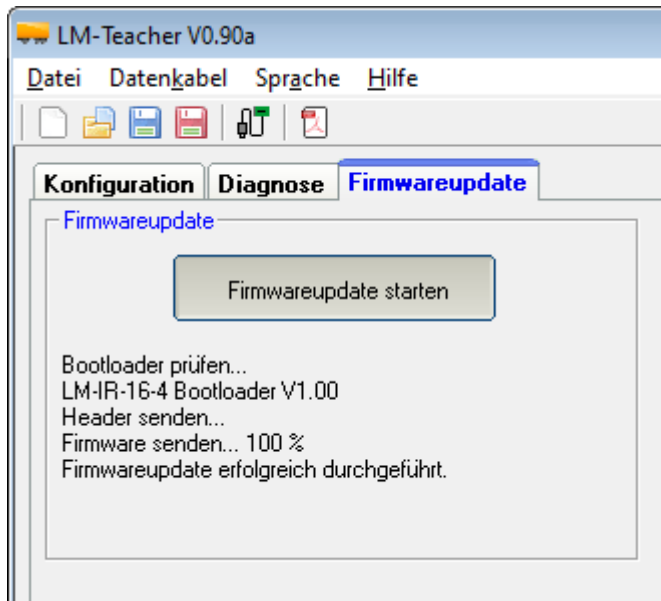 LM-Teacher V0.90a
Datei Datenkabel Sprache Hilfe
Konfiguration Diagnose Firmwareupdate
Firmwareupdate
Firmwareupdate starten
Bootloader prüfen...
LM-IR-16-4 Bootloader V1.00
Header senden...
Firmware senden... 100 %
Firmwareupdate erfolgreich durchgeführt.